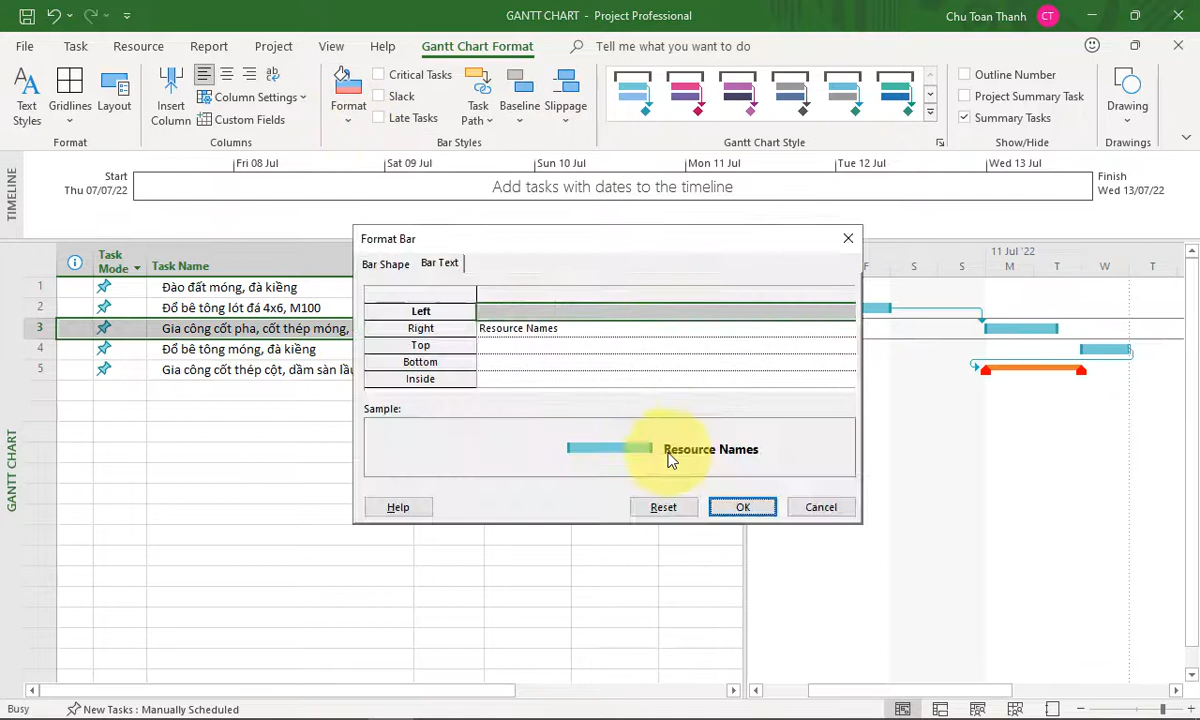 GANTT CHART - Project Professional
Chu Toan Thanh CT
File Task Resource Report Project View Help Gantt Chart Format Tell me what you want to do
Text Styles
Gridlines
Layout
Format
Insert Column
Column Settings
Custom Fields
Columns
Format
Critical Tasks
Slack
Late Tasks
Task Path
Baseline
Slippage
Bar Styles
Gantt Chart Style
Outline Number
Project Summary Task
Summary Tasks
Show/Hide
Drawing
Drawings
TIMELINE
Start
Thu 07/07/22
Fri 08 Jul Sat 09 Jul Sun 10 Jul Mon 11 Jul Tue 12 Jul Wed 13 Jul
Add tasks with dates to the timeline
Finish
Wed 13/07/22
GANTT CHART
Task Mode
Task Name
1 Đào đất móng, đà kiềng
2 Đổ bê tông lót đá 4x6, M100
3 Gia công cốt pha, cốt thép móng,
4 Đổ bê tông móng, đà kiềng
5 Gia công cốt thép cột, dầm sàn lầu
11 Jul '22
F S S M T W T
Format Bar
Bar Shape Bar Text
Left
Right Resource Names
Top
Bottom
Inside
Sample:
Resource Names
Help Reset OK Cancel
Busy New Tasks : Manually Scheduled